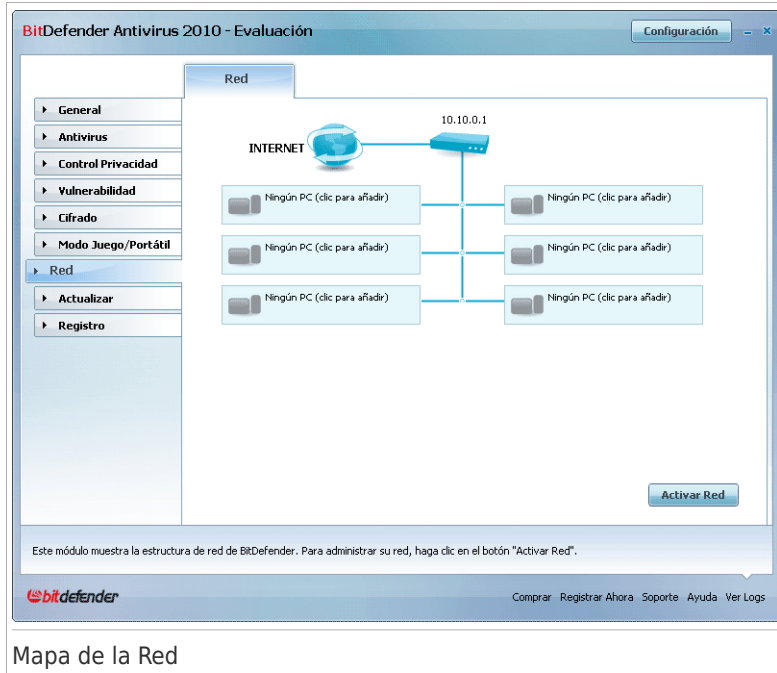 BitDefender Antivirus 2010 - Evaluación
Configuración
Red
General
Antivirus
Control Privacidad
Vulnerabilidad
Cifrado
Modo Juego/Portátil
Red
Actualizar
Registro
10.10.0.1
INTERNET
Ningún PC (clic para añadir)
Ningún PC (clic para añadir)
Ningún PC (clic para añadir)
Ningún PC (clic para añadir)
Ningún PC (clic para añadir)
Ningún PC (clic para añadir)
Activar Red
Este módulo muestra la estructura de red de BitDefender. Para administrar su red, haga clic en el botón "Activar Red".
bitdefender
Comprar Registrar Ahora Soporte Ayuda Ver Logs
Mapa de la Red